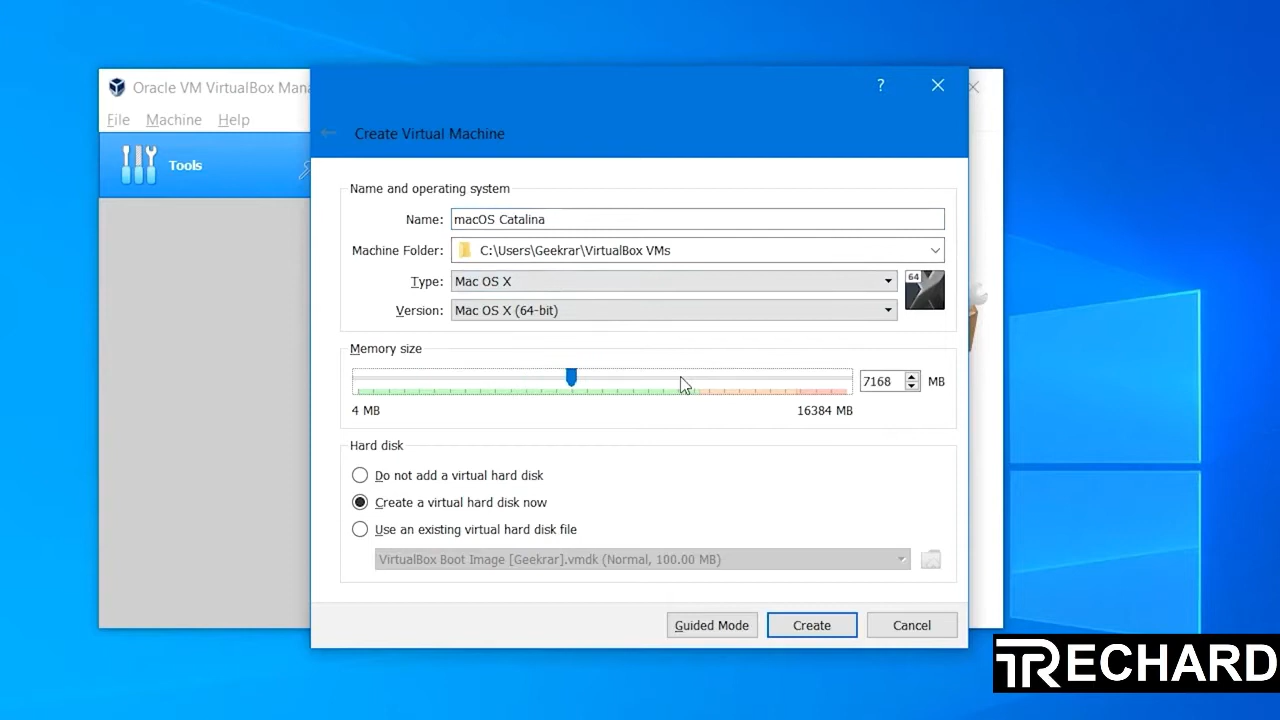 Oracle VM VirtualBox Mana
?
File Machine Help
Create Virtual Machine
Tools
Name and operating system
Name: macOS Catalina
Machine Folder: C:\Users\Geekrar\VirtualBox VMs
Type: Mac OS X
64
Version: Mac OS X (64-bit)
Memory size
7168 MB
4 MB 16384 MB
Hard disk
Do not add a virtual hard disk
Create a virtual hard disk now
Use an existing virtual hard disk file
VirtualBox Boot Image [Geekrar].vmdk (Normal, 100.00 MB)
Guided Mode Create Cancel
TRECHARD